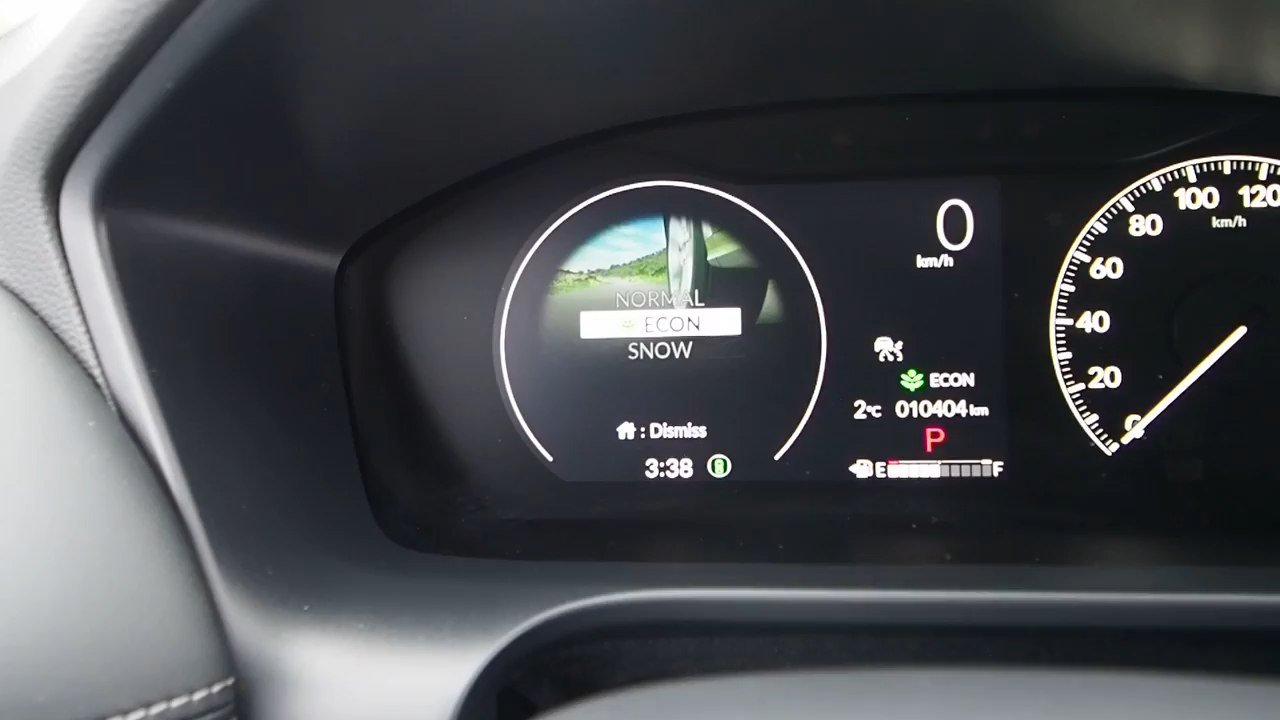 NORMAL
ECON
SNOW
: Dismiss
3:38
0
km/h
ECON
2°C 010404 km
P
E F
20
40
60
80
100
120
km/h